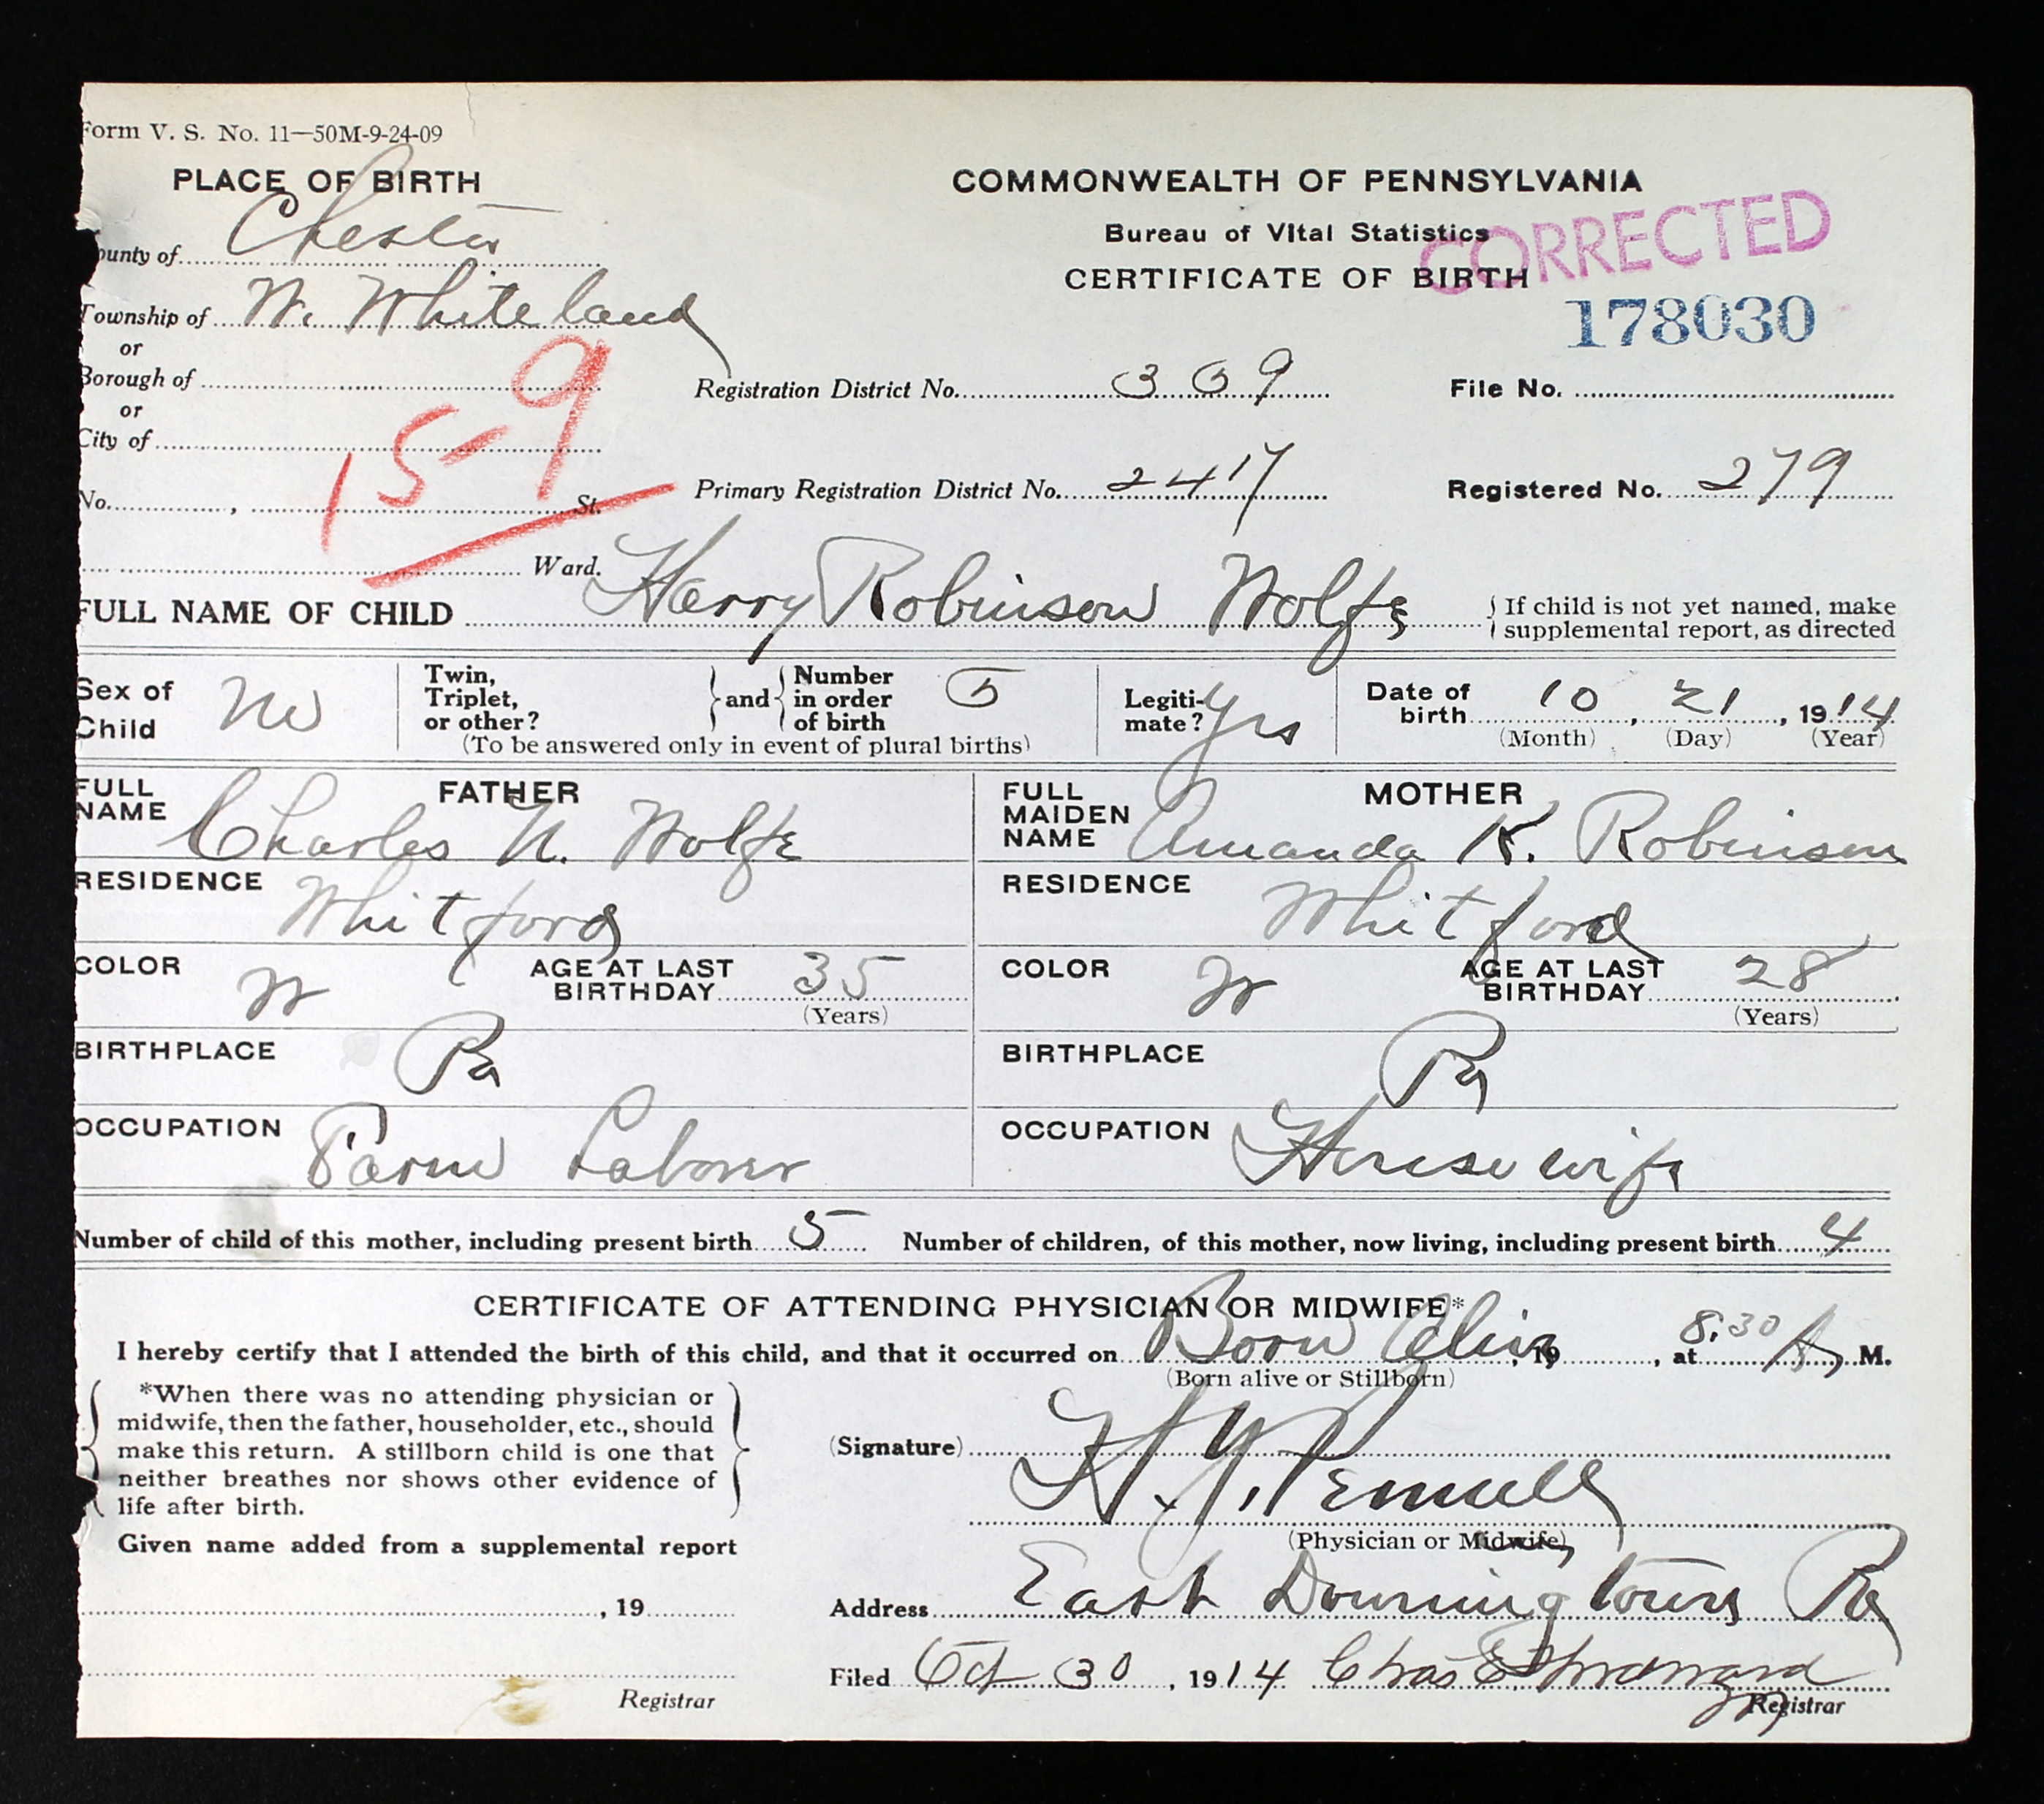 Form V. S. No. 11—50M-9-24-09
PLACE OF BIRTH
County of Chester
Township of W. Whiteland
or
Borough of
or
City of
No. , St.
Ward.
15-9
COMMONWEALTH OF PENNSYLVANIA
Bureau of Vital Statistics
CERTIFICATE OF BIRTH
CORRECTED
178030
Registration District No. 309 File No.
Primary Registration District No. 2417 Registered No. 279
FULL NAME OF CHILD Harry Robinson Wolfe
If child is not yet named, make
supplemental report, as directed
Sex of
Child M
Twin,
Triplet,
or other?
and
Number
in order
of birth 5
(To be answered only in event of plural births)
Legiti-
mate? Yes
Date of
birth 10, 21, 1914
(Month) (Day) (Year)
FATHER
FULL
NAME Charles N. Wolfe
RESIDENCE Whitford
COLOR W AGE AT LAST
BIRTHDAY 35
(Years)
BIRTHPLACE Pa
OCCUPATION Farm Laborer
MOTHER
FULL
MAIDEN
NAME Amanda K. Robinson
RESIDENCE Whitford
COLOR W AGE AT LAST
BIRTHDAY 28
(Years)
BIRTHPLACE Pa
OCCUPATION Housewife
Number of child of this mother, including present birth 5 Number of children, of this mother, now living, including present birth 4
CERTIFICATE OF ATTENDING PHYSICIAN OR MIDWIFE*
I hereby certify that I attended the birth of this child, and that it occurred on Born Alive, 19 , at 8.30 A, M.
(Born alive or Stillborn)
*When there was no attending physician or
midwife, then the father, householder, etc., should
make this return. A stillborn child is one that
neither breathes nor shows other evidence of
life after birth.
Given name added from a supplemental report
, 19
Registrar
(Signature) H. Y. Pennell
(Physician or Midwife)
Address East Downingtown Pa
Filed Oct 30, 1914 Chas E
Registrar